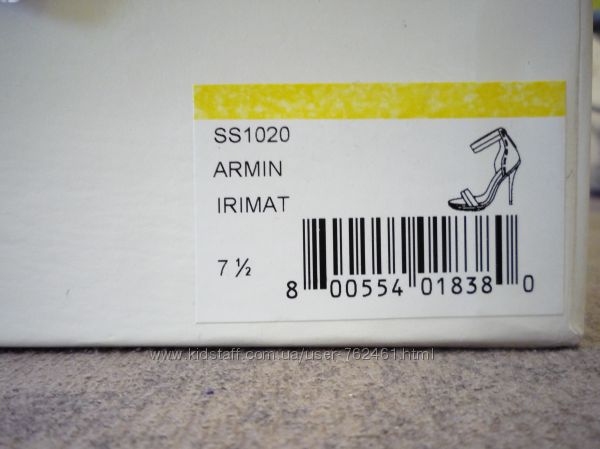 SS1020
ARMIN
IRIMAT
7 ½
8 00554 01838 0
www.kidstaff.com.ua/user-762461.html